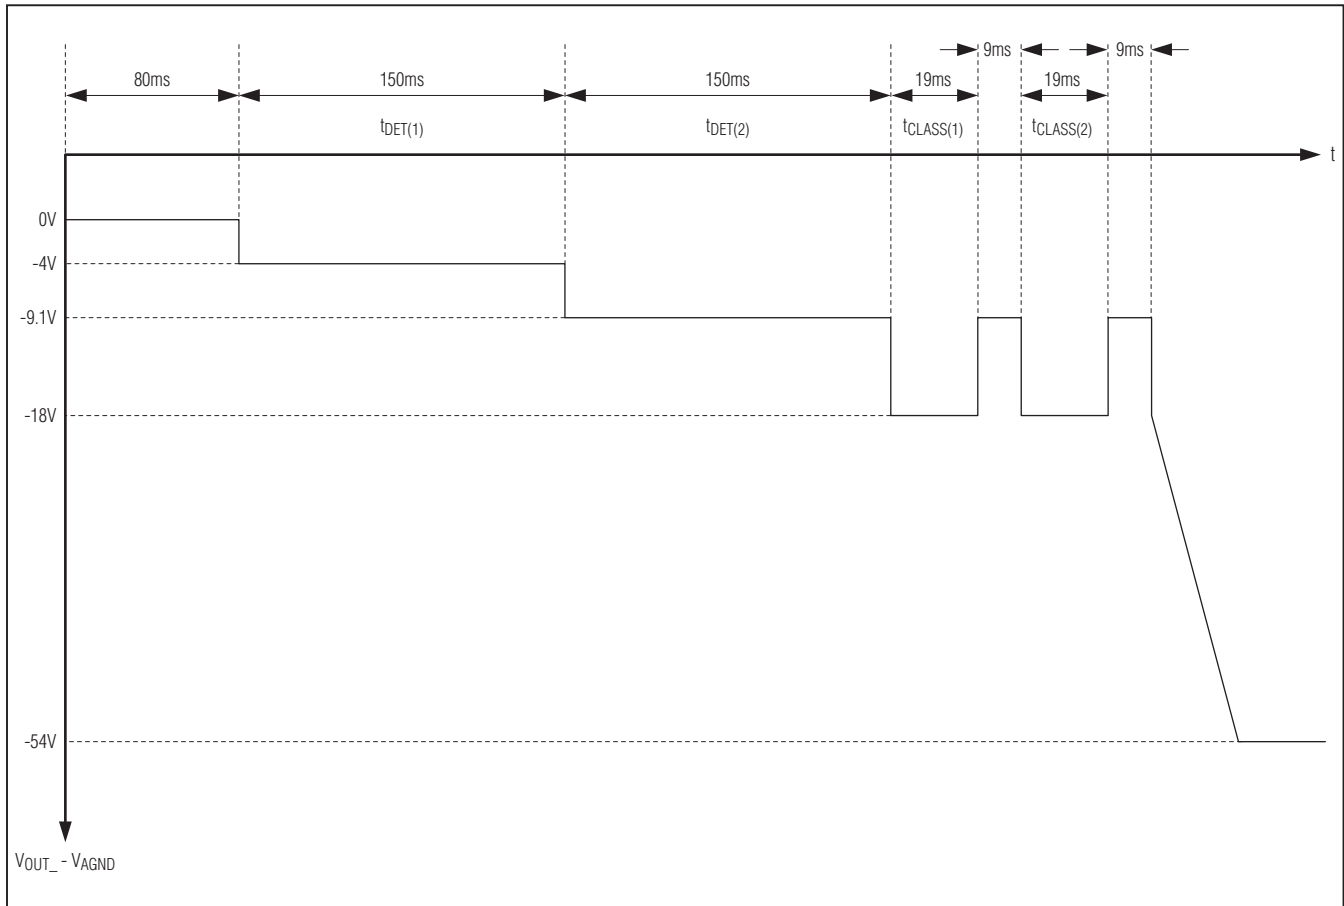 9ms 9ms
80ms 150ms 150ms 19ms 19ms
tDET(1) tDET(2) tCLASS(1) tCLASS(2)
t
0V
-4V
-9.1V
-18V
-54V
VOUT_ - VAGND